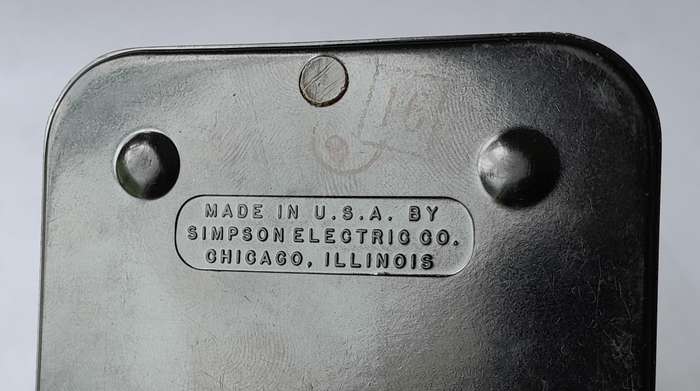 MADE IN U.S.A. BY
SIMPSON ELECTRIC CO.
CHICAGO, ILLINOIS